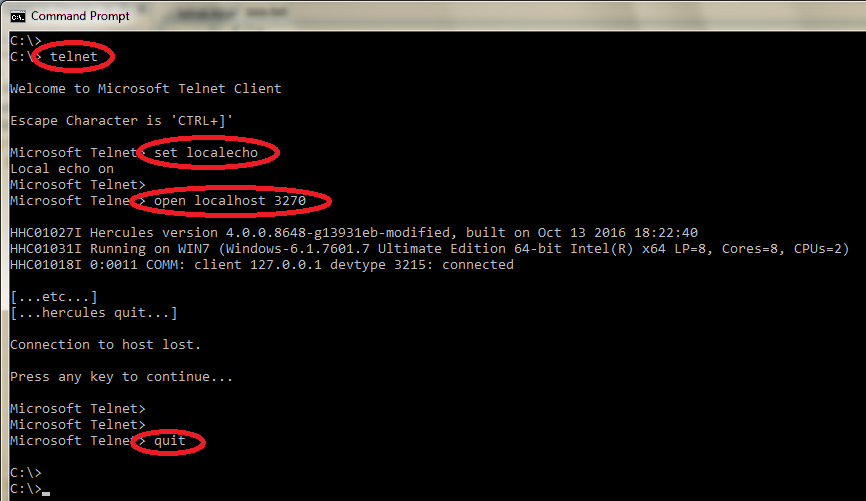 Command Prompt
C:\>
C:\> telnet
Welcome to Microsoft Telnet Client
Escape Character is 'CTRL+]'
Microsoft Telnet> set localecho
Local echo on
Microsoft Telnet>
Microsoft Telnet> open localhost 3270
HHC01027I Hercules version 4.0.0.8648-g13931eb-modified, built on Oct 13 2016 18:22:40
HHC01031I Running on WIN7 (Windows-6.1.7601.7 Ultimate Edition 64-bit Intel(R) x64 LP=8, Cores=8, CPUs=2)
HHC01018I 0:0011 COMM: client 127.0.0.1 devtype 3215: connected
[...etc...]
[...hercules quit...]
Connection to host lost.
Press any key to continue...
Microsoft Telnet>
Microsoft Telnet>
Microsoft Telnet> quit
C:\>
C:\>_